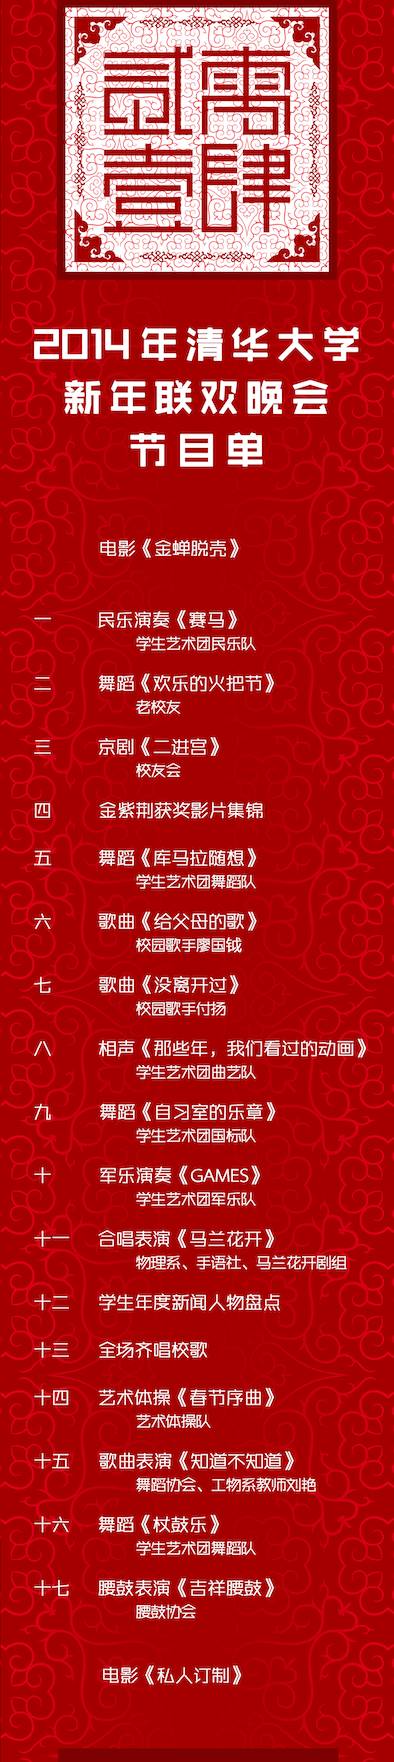 贰零
壹肆
2014年清华大学
新年联欢晚会
节目单
电影《金蝉脱壳》
一 民乐演奏《赛马》
学生艺术团民乐队
二 舞蹈《欢乐的火把节》
老校友
三 京剧《二进宫》
校友会
四 金紫荆获奖影片集锦
五 舞蹈《库马拉随想》
学生艺术团舞蹈队
六 歌曲《给父母的歌》
校园歌手廖国钺
七 歌曲《没离开过》
校园歌手付扬
八 相声《那些年，我们看过的动画》
学生艺术团曲艺队
九 舞蹈《自习室的乐章》
学生艺术团国标队
十 军乐演奏《GAMES》
学生艺术团军乐队
十一 合唱表演《马兰花开》
物理系、手语社、马兰花开剧组
十二 学生年度新闻人物盘点
十三 全场齐唱校歌
十四 艺术体操《春节序曲》
艺术体操队
十五 歌曲表演《知道不知道》
舞蹈协会、工物系教师刘艳
十六 舞蹈《杖鼓乐》
学生艺术团舞蹈队
十七 腰鼓表演《吉祥腰鼓》
腰鼓协会
电影《私人订制》